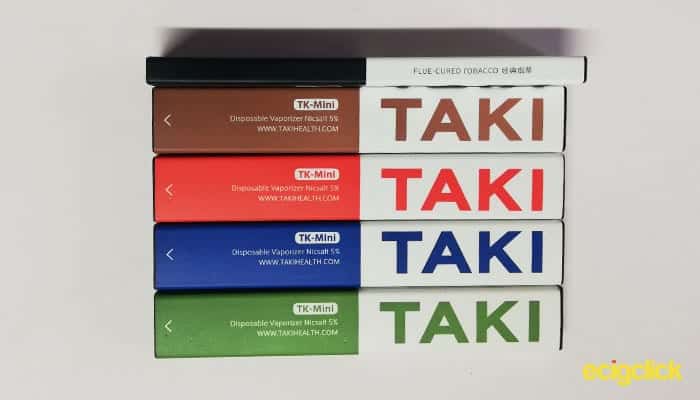 FLUE-CURED TOBACCO 经典烟草
TK-Mini
Disposable Vaporizer Nicsalt 5%
WWW.TAKIHEALTH.COM
TAKI
TK-Mini
Disposable Vaporizer Nicsalt 5%
WWW.TAKIHEALTH.COM
TAKI
TK-Mini
Disposable Vaporizer Nicsalt 5%
WWW.TAKIHEALTH.COM
TAKI
TK-Mini
Disposable Vaporizer Nicsalt 5%
WWW.TAKIHEALTH.COM
TAKI
ecigclick